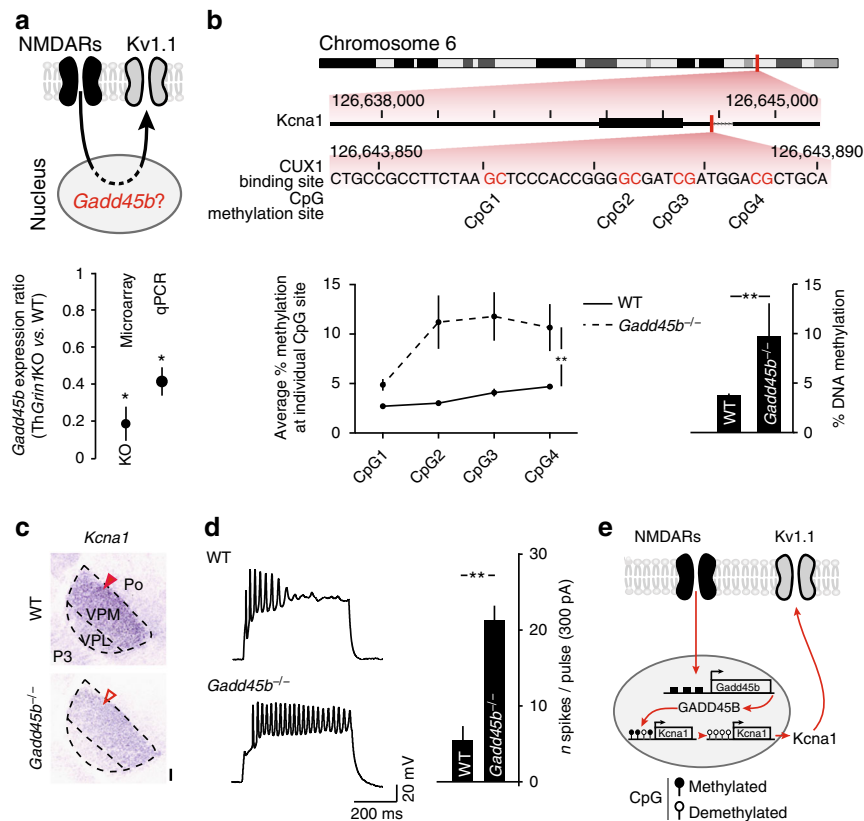 a
NMDARs Kv1.1
Nucleus
Gadd45b?
Gadd45b expression ratio
(ThGrin1KO vs. WT)
1
0.8
0.6
0.4
0.2
0
Microarray
qPCR
*
*
KO
b
Chromosome 6
126,638,000 126,645,000
Kcna1
126,643,850 126,643,890
CUX1
binding site
CTGCCGCCTTCTAA GCTCCCACCGGGGCGATCGATGGACGCTGCA
CpG
methylation site
CpG1 CpG2 CpG3 CpG4
Average % methylation
at individual CpG site
15
10
5
0
CpG1 CpG2 CpG3 CpG4
**
WT
Gadd45b–/–
**
WT
Gadd45b–/–
15
10
5
0
% DNA methylation
c
Kcna1
WT
Po
VPM
VPL
P3
Gadd45b–/–
d
WT
Gadd45b–/–
20 mV
200 ms
**
WT
Gadd45b–/–
30
20
10
0
n spikes / pulse (300 pA)
e
NMDARs Kv1.1
Gadd45b
GADD45B
Kcna1 Kcna1 Kcna1
CpG
Methylated
Demethylated